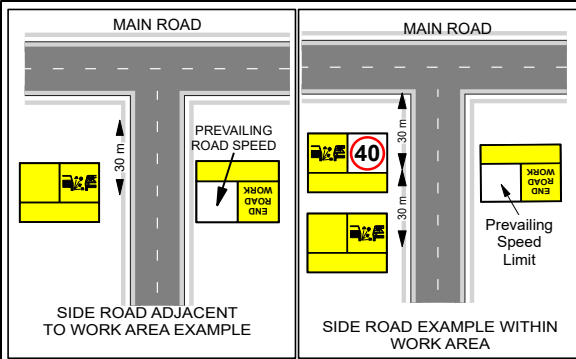 MAIN ROAD
30 m
PREVAILING
ROAD SPEED
END
ROAD
WORK
SIDE ROAD ADJACENT
TO WORK AREA EXAMPLE
MAIN ROAD
30 m
40
30 m
END
ROAD
WORK
Prevailing
Speed
Limit
SIDE ROAD EXAMPLE WITHIN
WORK AREA